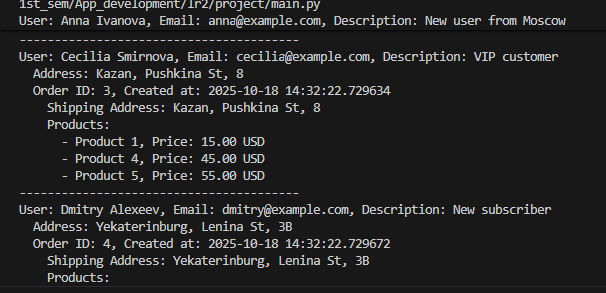 1st_sem/App_development/lr2/project/main.py
User: Anna Ivanova, Email: anna@example.com, Description: New user from Moscow
----------------------------------------
User: Cecilia Smirnova, Email: cecilia@example.com, Description: VIP customer
Address: Kazan, Pushkina St, 8
Order ID: 3, Created at: 2025-10-18 14:32:22.729634
Shipping Address: Kazan, Pushkina St, 8
Products:
- Product 1, Price: 15.00 USD
- Product 4, Price: 45.00 USD
- Product 5, Price: 55.00 USD
----------------------------------------
User: Dmitry Alexeev, Email: dmitry@example.com, Description: New subscriber
Address: Yekaterinburg, Lenina St, 3B
Order ID: 4, Created at: 2025-10-18 14:32:22.729672
Shipping Address: Yekaterinburg, Lenina St, 3B
Products: